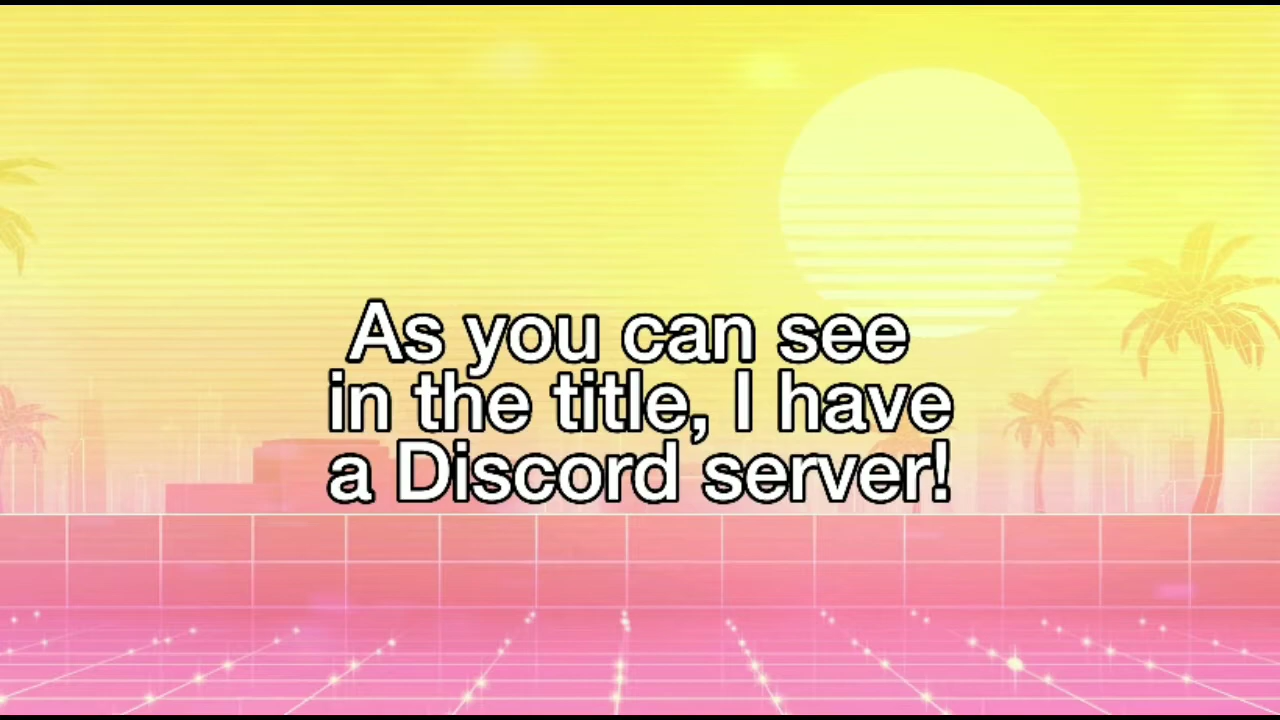 As you can see
in the title, I have
a Discord server!